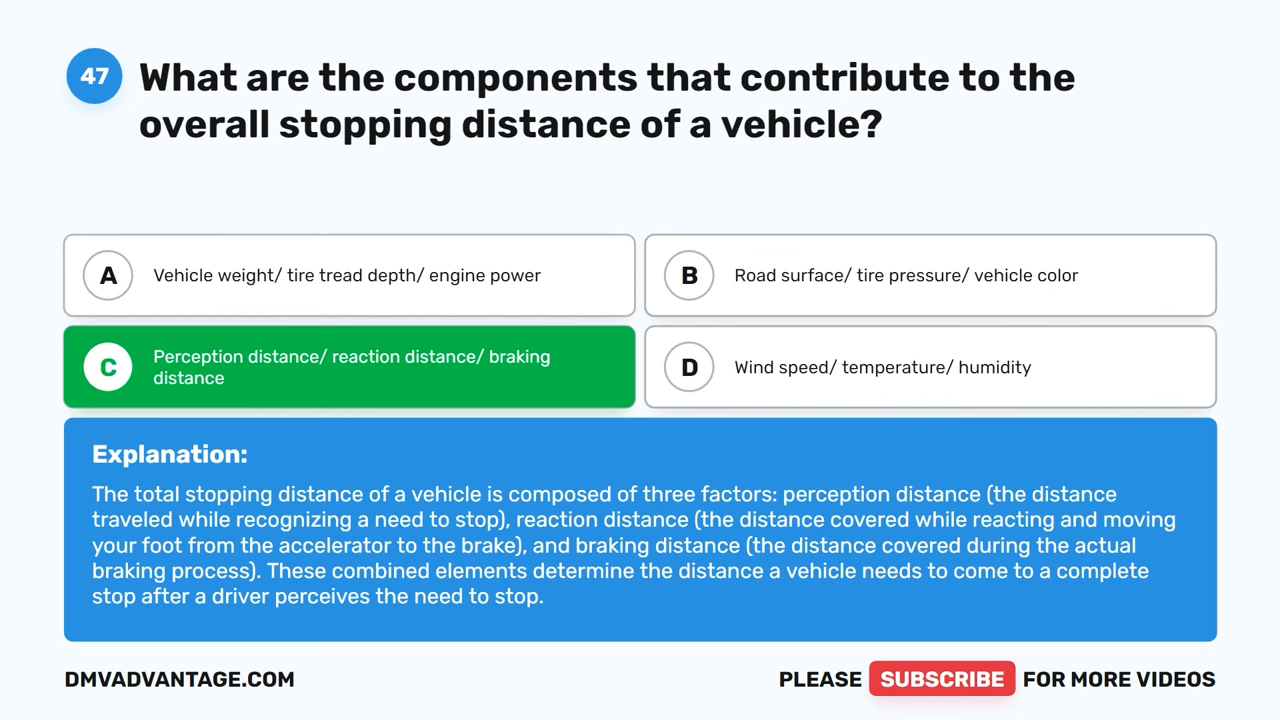 47
What are the components that contribute to the
overall stopping distance of a vehicle?
A
Vehicle weight/ tire tread depth/ engine power
B
Road surface/ tire pressure/ vehicle color
C
Perception distance/ reaction distance/ braking
distance
D
Wind speed/ temperature/ humidity
Explanation:
The total stopping distance of a vehicle is composed of three factors: perception distance (the distance
traveled while recognizing a need to stop), reaction distance (the distance covered while reacting and moving
your foot from the accelerator to the brake), and braking distance (the distance covered during the actual
braking process). These combined elements determine the distance a vehicle needs to come to a complete
stop after a driver perceives the need to stop.
DMVADVANTAGE.COM
PLEASE SUBSCRIBE FOR MORE VIDEOS